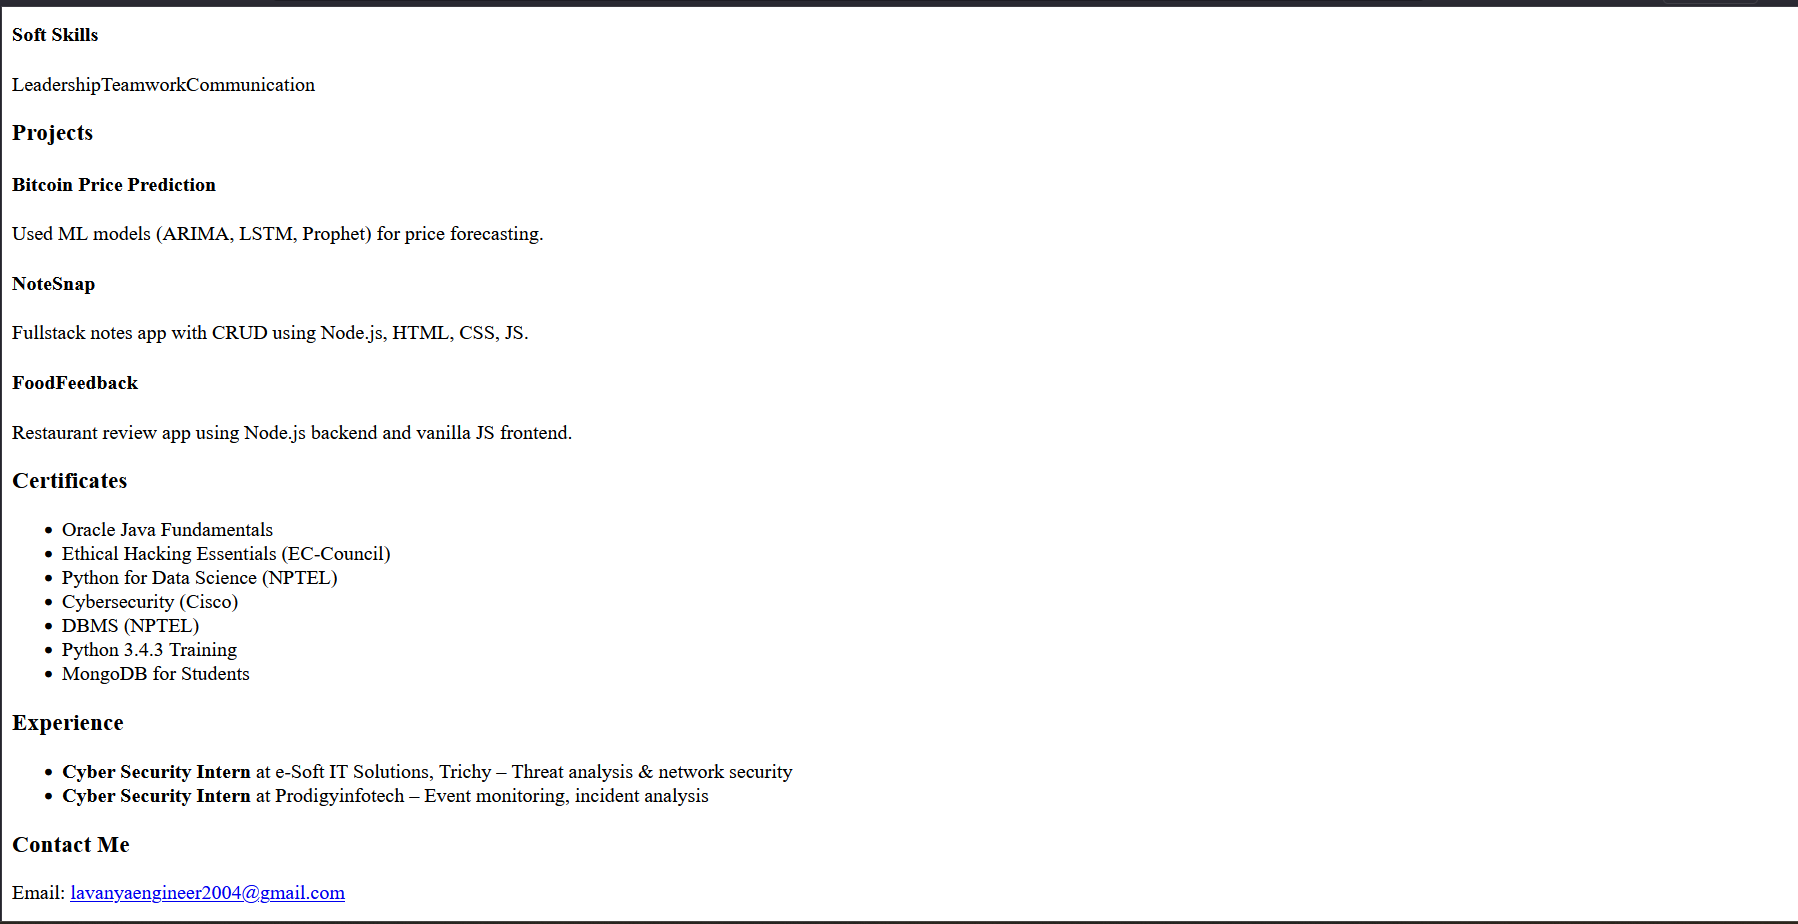 Soft Skills
LeadershipTeamworkCommunication
Projects
Bitcoin Price Prediction
Used ML models (ARIMA, LSTM, Prophet) for price forecasting.
NoteSnap
Fullstack notes app with CRUD using Node.js, HTML, CSS, JS.
FoodFeedback
Restaurant review app using Node.js backend and vanilla JS frontend.
Certificates
• Oracle Java Fundamentals
• Ethical Hacking Essentials (EC-Council)
• Python for Data Science (NPTEL)
• Cybersecurity (Cisco)
• DBMS (NPTEL)
• Python 3.4.3 Training
• MongoDB for Students
Experience
• Cyber Security Intern at e-Soft IT Solutions, Trichy – Threat analysis & network security
• Cyber Security Intern at Prodigyinfotech – Event monitoring, incident analysis
Contact Me
Email: lavanyaengineer2004@gmail.com